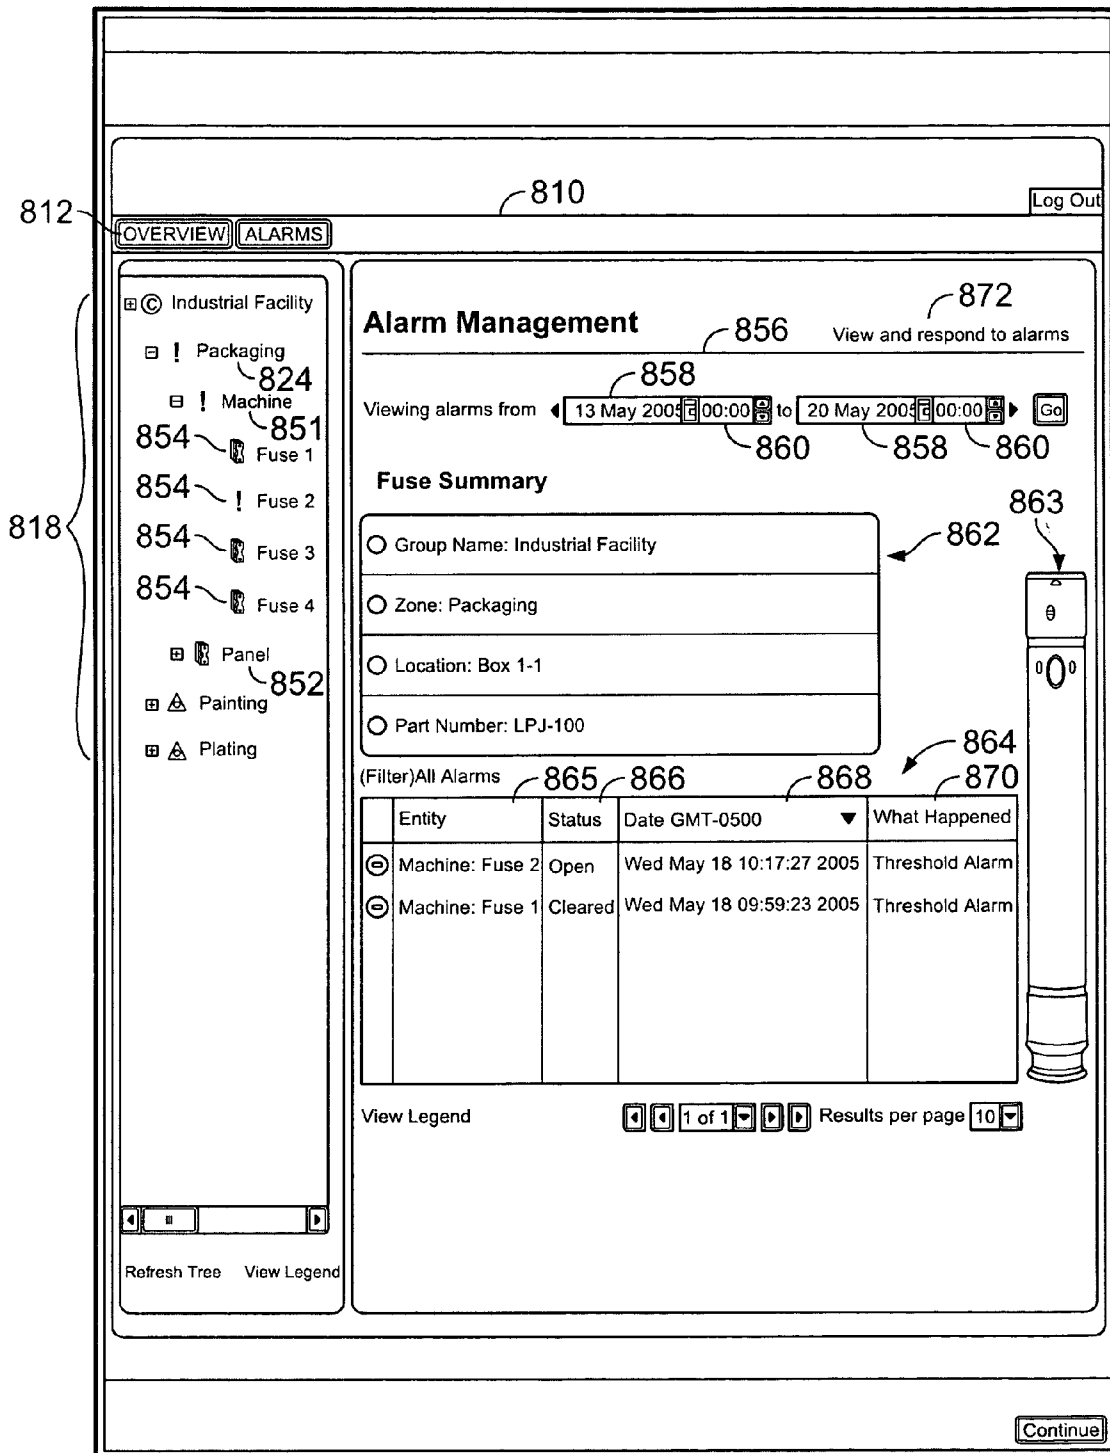 810
Log Out
812
OVERVIEW ALARMS
Industrial Facility
Packaging
824
Machine
851
854 Fuse 1
854 Fuse 2
854 Fuse 3
854 Fuse 4
818
Panel
852
Painting
Plating
Refresh Tree View Legend
872
Alarm Management
856
View and respond to alarms
858
Viewing alarms from 13 May 2005 00:00 to 20 May 2005 00:00 Go
860 858 860
Fuse Summary
863
862
Group Name: Industrial Facility
Zone: Packaging
Location: Box 1-1
Part Number: LPJ-100
864
(Filter)All Alarms 865 866 868 870
Entity Status Date GMT-0500 What Happened
Machine: Fuse 2 Open Wed May 18 10:17:27 2005 Threshold Alarm
Machine: Fuse 1 Cleared Wed May 18 09:59:23 2005 Threshold Alarm
View Legend 1 of 1 Results per page 10
Continue